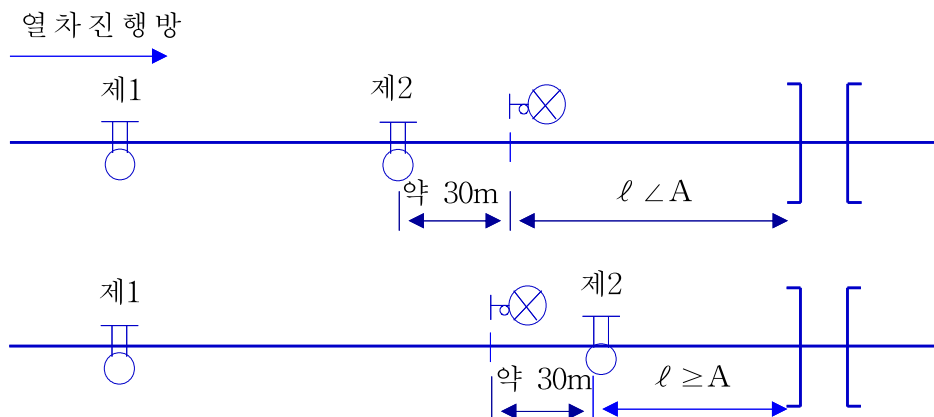 열차진행방
제1
제2
약 30m
ℓ ∠A
제1
제2
약 30m
ℓ ≥A